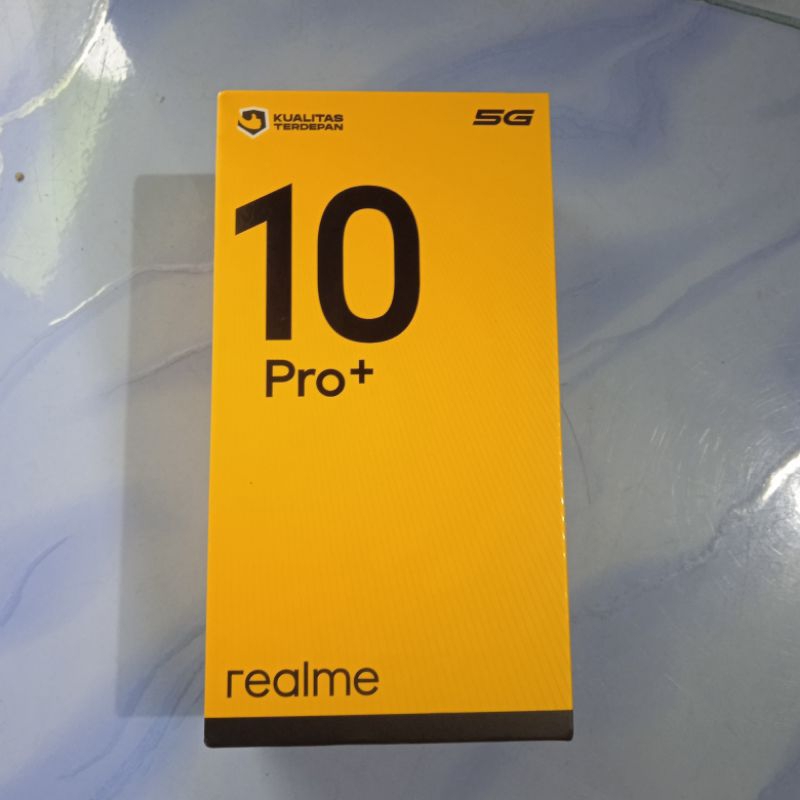 KUALITAS
TERDEPAN
5G
10
Pro+
realme